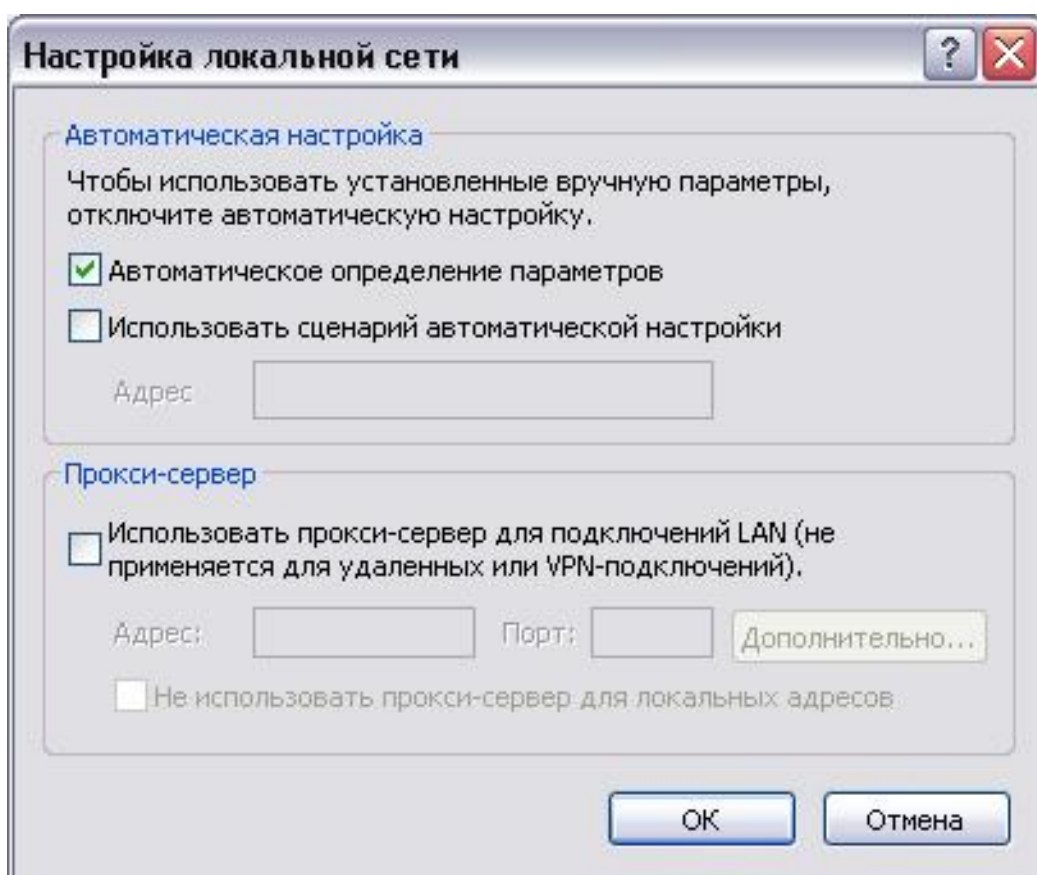 Настройка локальной сети
?
Автоматическая настройка
Чтобы использовать установленные вручную параметры,
отключите автоматическую настройку.
Автоматическое определение параметров
Использовать сценарий автоматической настройки
Адрес
Прокси-сервер
Использовать прокси-сервер для подключений LAN (не
применяется для удаленных или VPN-подключений).
Адрес: Порт: Дополнительно...
Не использовать прокси-сервер для локальных адресов
ОК Отмена